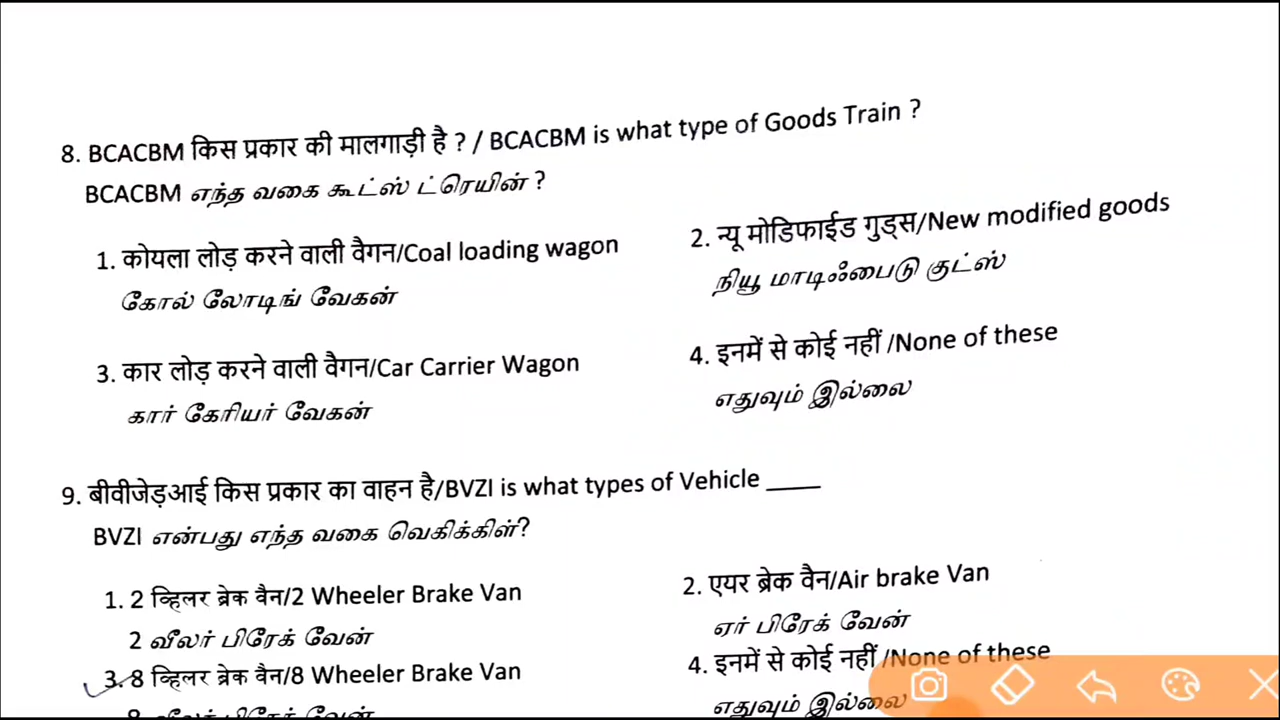 8. BCACBM किस प्रकार की मालगाड़ी है ? / BCACBM is what type of Goods Train ?
BCACBM எந்த வகை கூட்ஸ் ட்ரெயின் ?
1. कोयला लोड़ करने वाली वैगन/Coal loading wagon
கோல் லோடிங் வேகன்
2. न्यू मोडिफाईड गुड्स/New modified goods
நியூ மாடிஃபைடு குட்ஸ்
3. कार लोड़ करने वाली वैगन/Car Carrier Wagon
கார் கேரியர் வேகன்
4. इनमें से कोई नहीं /None of these
எதுவும் இல்லை
9. बीवीजेड़आई किस प्रकार का वाहन है/BVZI is what types of Vehicle ____
BVZI என்பது எந்த வகை வெகிக்கிள்?
1. 2 व्हिलर ब्रेक वैन/2 Wheeler Brake Van
2 வீலர் பிரேக் வேன்
2. एयर ब्रेक वैन/Air brake Van
ஏர் பிரேக் வேன்
3. 8 व्हिलर ब्रेक वैन/8 Wheeler Brake Van
8 வீலர் பிரேக் வேன்
4. इनमें से कोई नहीं /None of these
எதுவும் இல்லை